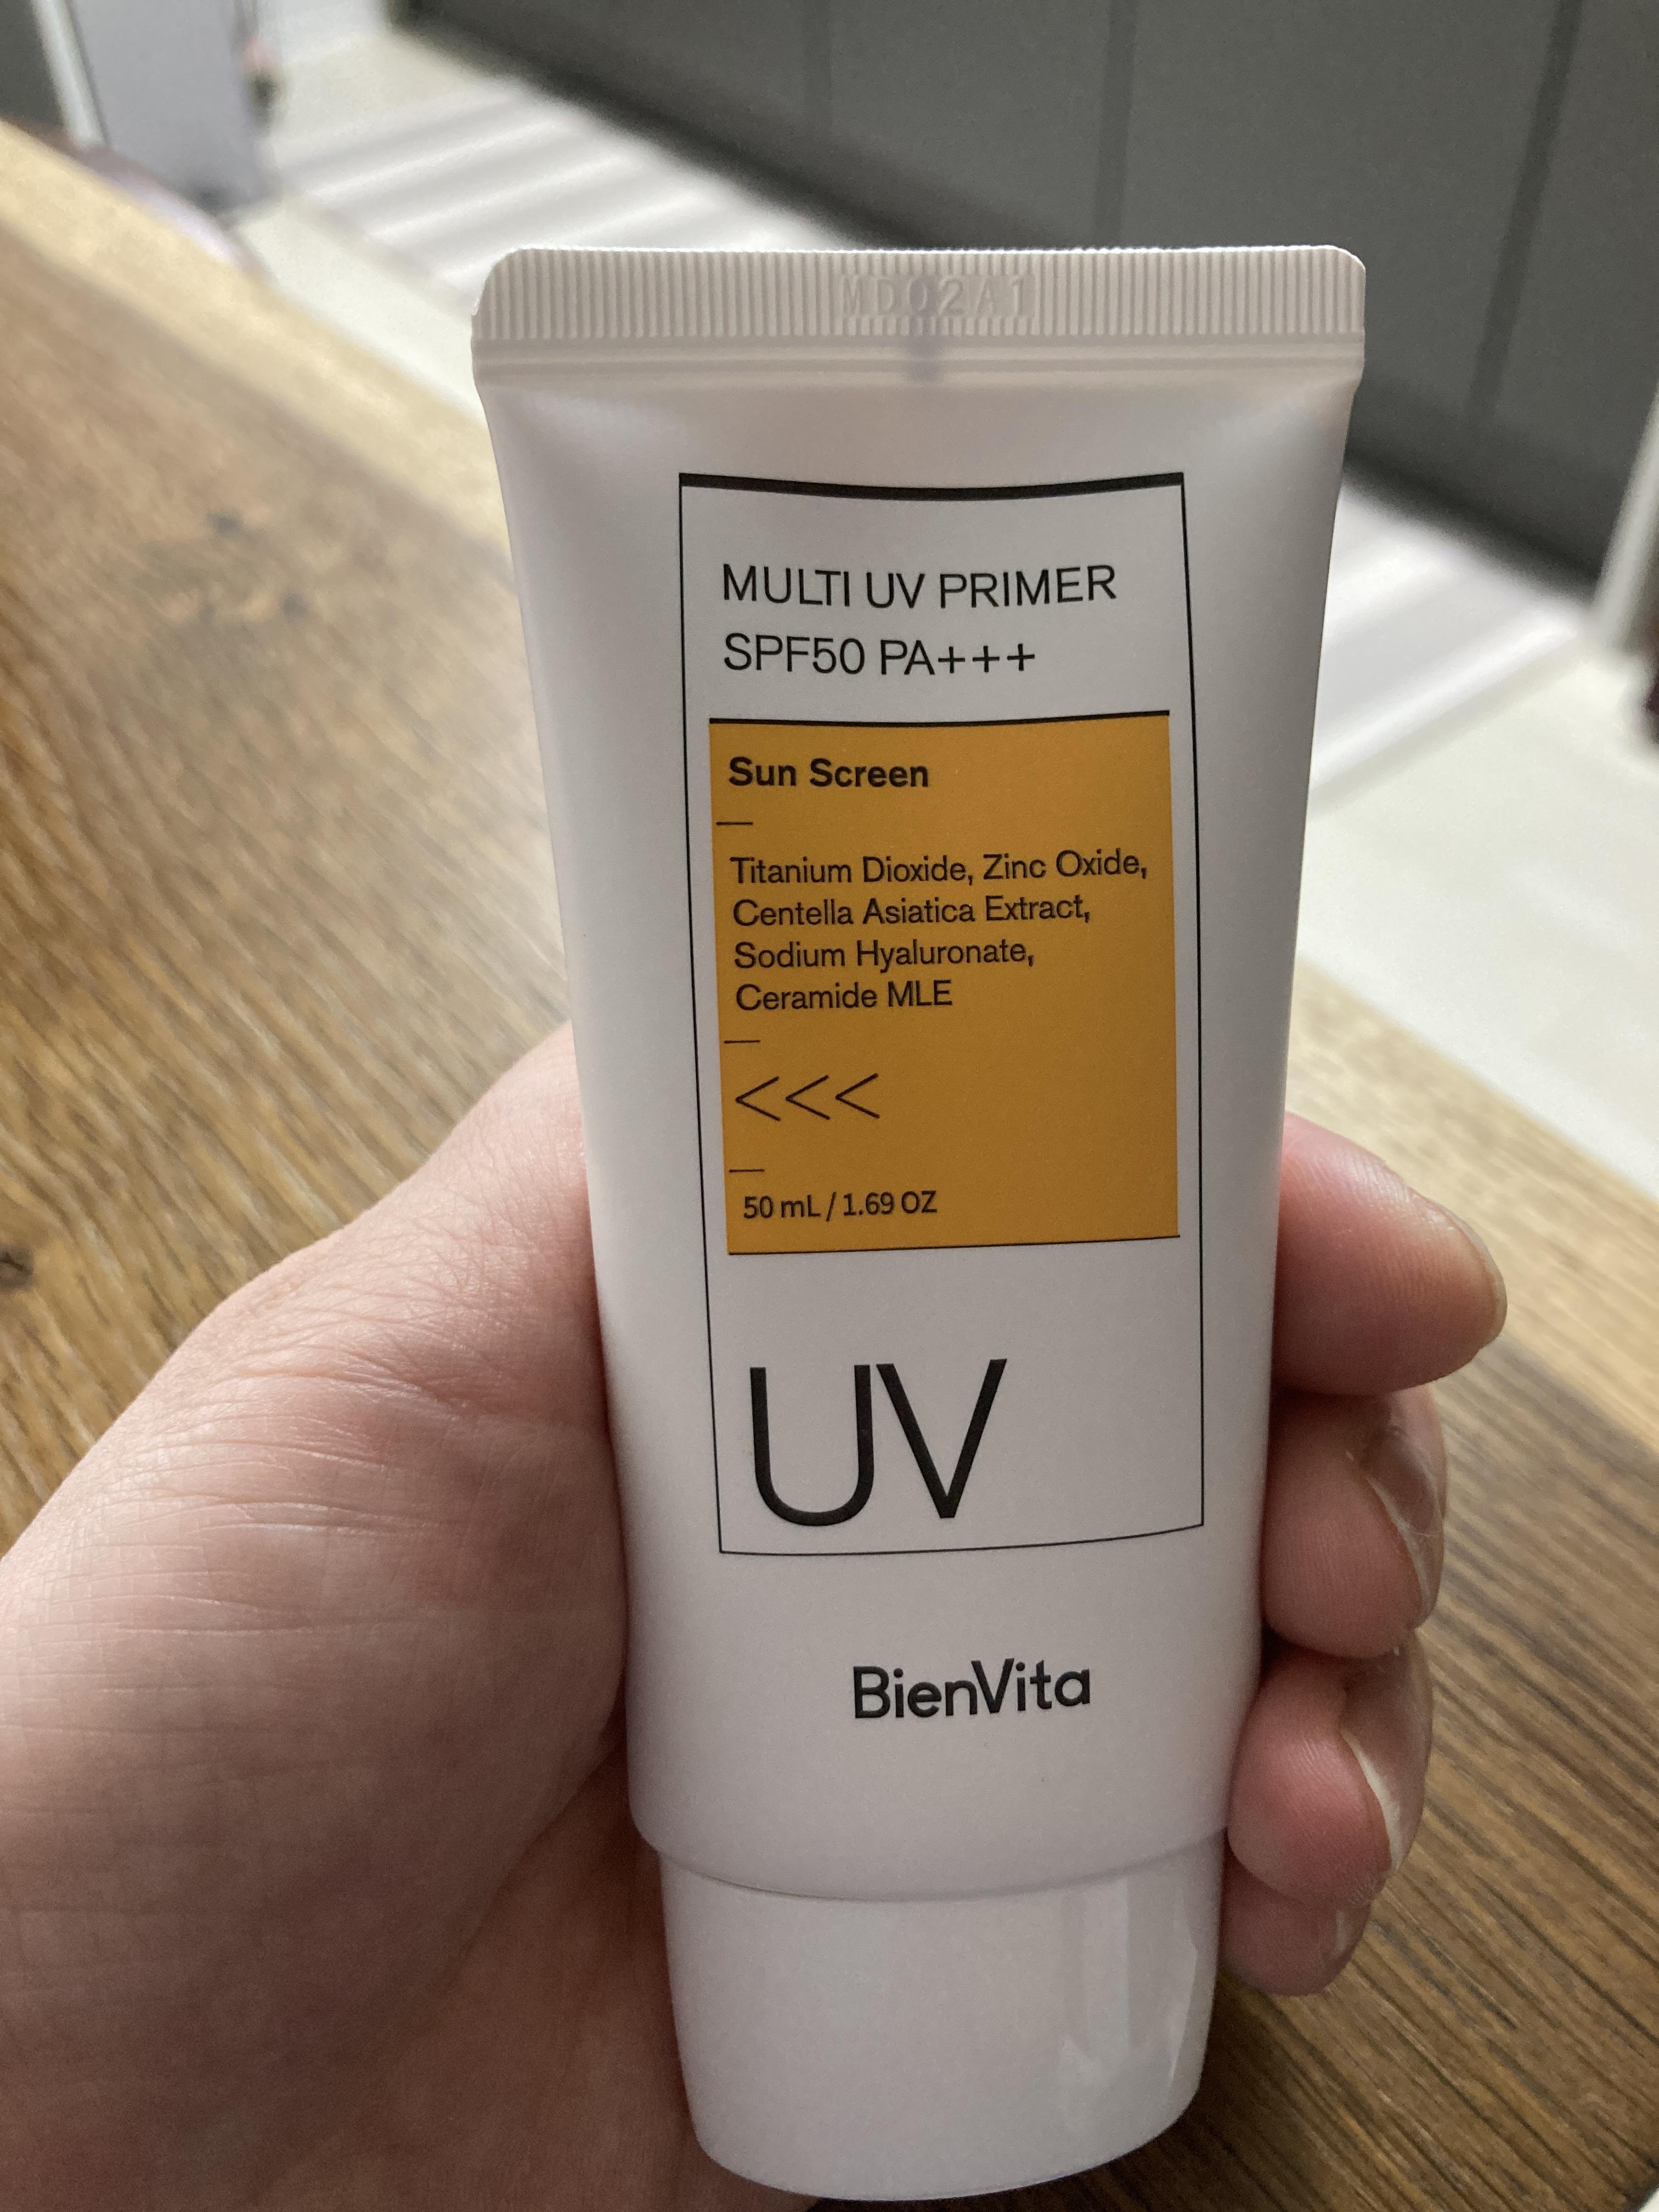 MD02A1
MULTI UV PRIMER
SPF50 PA+++
Sun Screen
Titanium Dioxide, Zinc Oxide,
Centella Asiatica Extract,
Sodium Hyaluronate,
Ceramide MLE
<<<
50 mL / 1.69 OZ
UV
BienVita